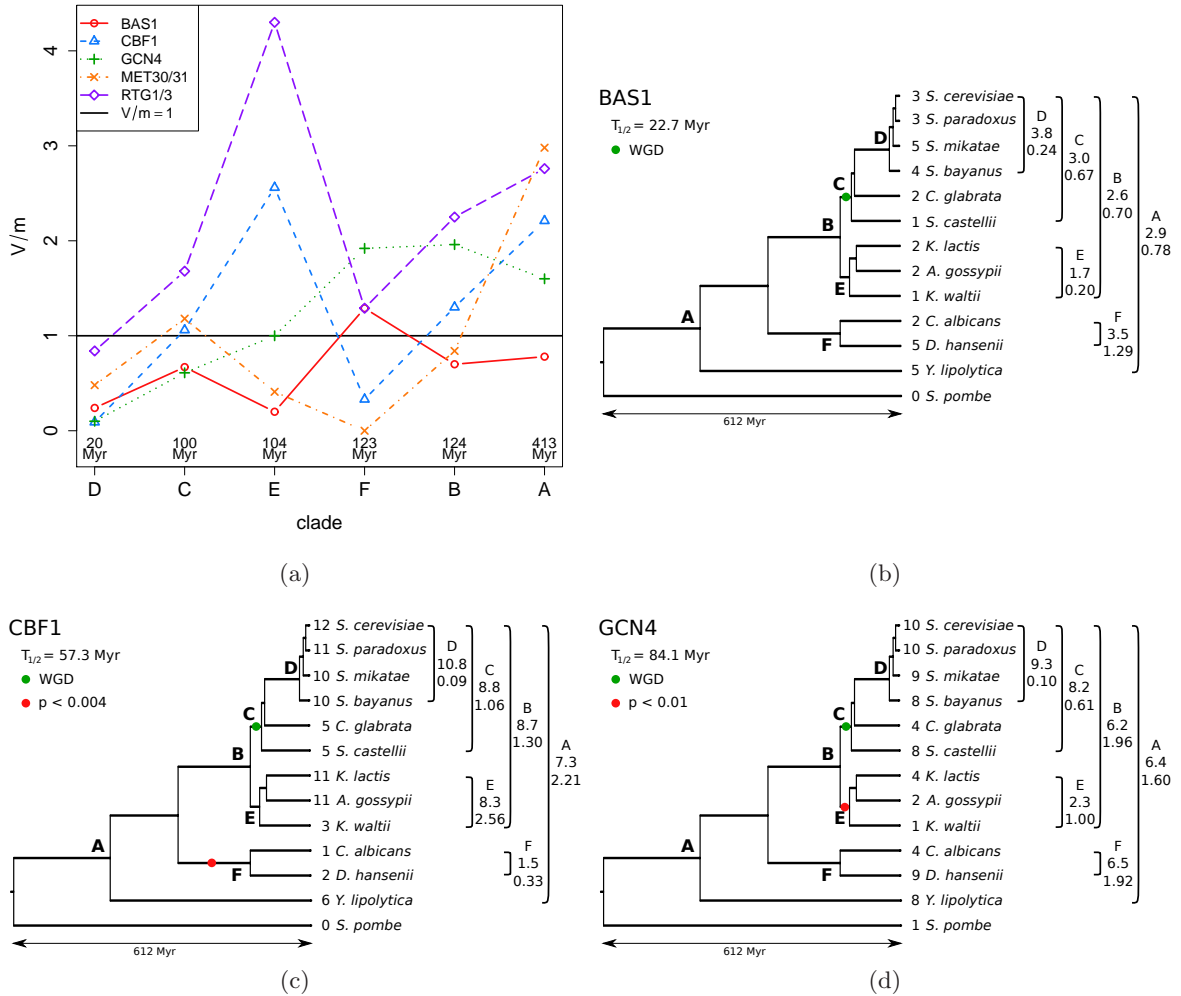 BAS1
CBF1
GCN4
MET30/31
RTG1/3
V/m = 1
V/m
4
3
2
1
0
20 Myr
100 Myr
104 Myr
123 Myr
124 Myr
413 Myr
D C E F B A
clade
(a)
BAS1
T1/2 = 22.7 Myr
WGD
3 S. cerevisiae
3 S. paradoxus
5 S. mikatae
4 S. bayanus
2 C. glabrata
1 S. castellii
2 K. lactis
2 A. gossypii
1 K. waltii
2 C. albicans
5 D. hansenii
5 Y. lipolytica
0 S. pombe
D
C
B
E
A
F
D
3.8
0.24
C
3.0
0.67
B
2.6
0.70
A
2.9
0.78
E
1.7
0.20
F
3.5
1.29
612 Myr
(b)
CBF1
T1/2 = 57.3 Myr
WGD
p < 0.004
12 S. cerevisiae
11 S. paradoxus
10 S. mikatae
10 S. bayanus
5 C. glabrata
5 S. castellii
11 K. lactis
11 A. gossypii
3 K. waltii
1 C. albicans
2 D. hansenii
6 Y. lipolytica
0 S. pombe
D
C
B
E
A
F
D
10.8
0.09
C
8.8
1.06
B
8.7
1.30
A
7.3
2.21
E
8.3
2.56
F
1.5
0.33
612 Myr
(c)
GCN4
T1/2 = 84.1 Myr
WGD
p < 0.01
10 S. cerevisiae
10 S. paradoxus
9 S. mikatae
8 S. bayanus
4 C. glabrata
8 S. castellii
4 K. lactis
2 A. gossypii
1 K. waltii
4 C. albicans
9 D. hansenii
8 Y. lipolytica
1 S. pombe
D
C
B
E
A
F
D
9.3
0.10
C
8.2
0.61
B
6.2
1.96
A
6.4
1.60
E
2.3
1.00
F
6.5
1.92
612 Myr
(d)